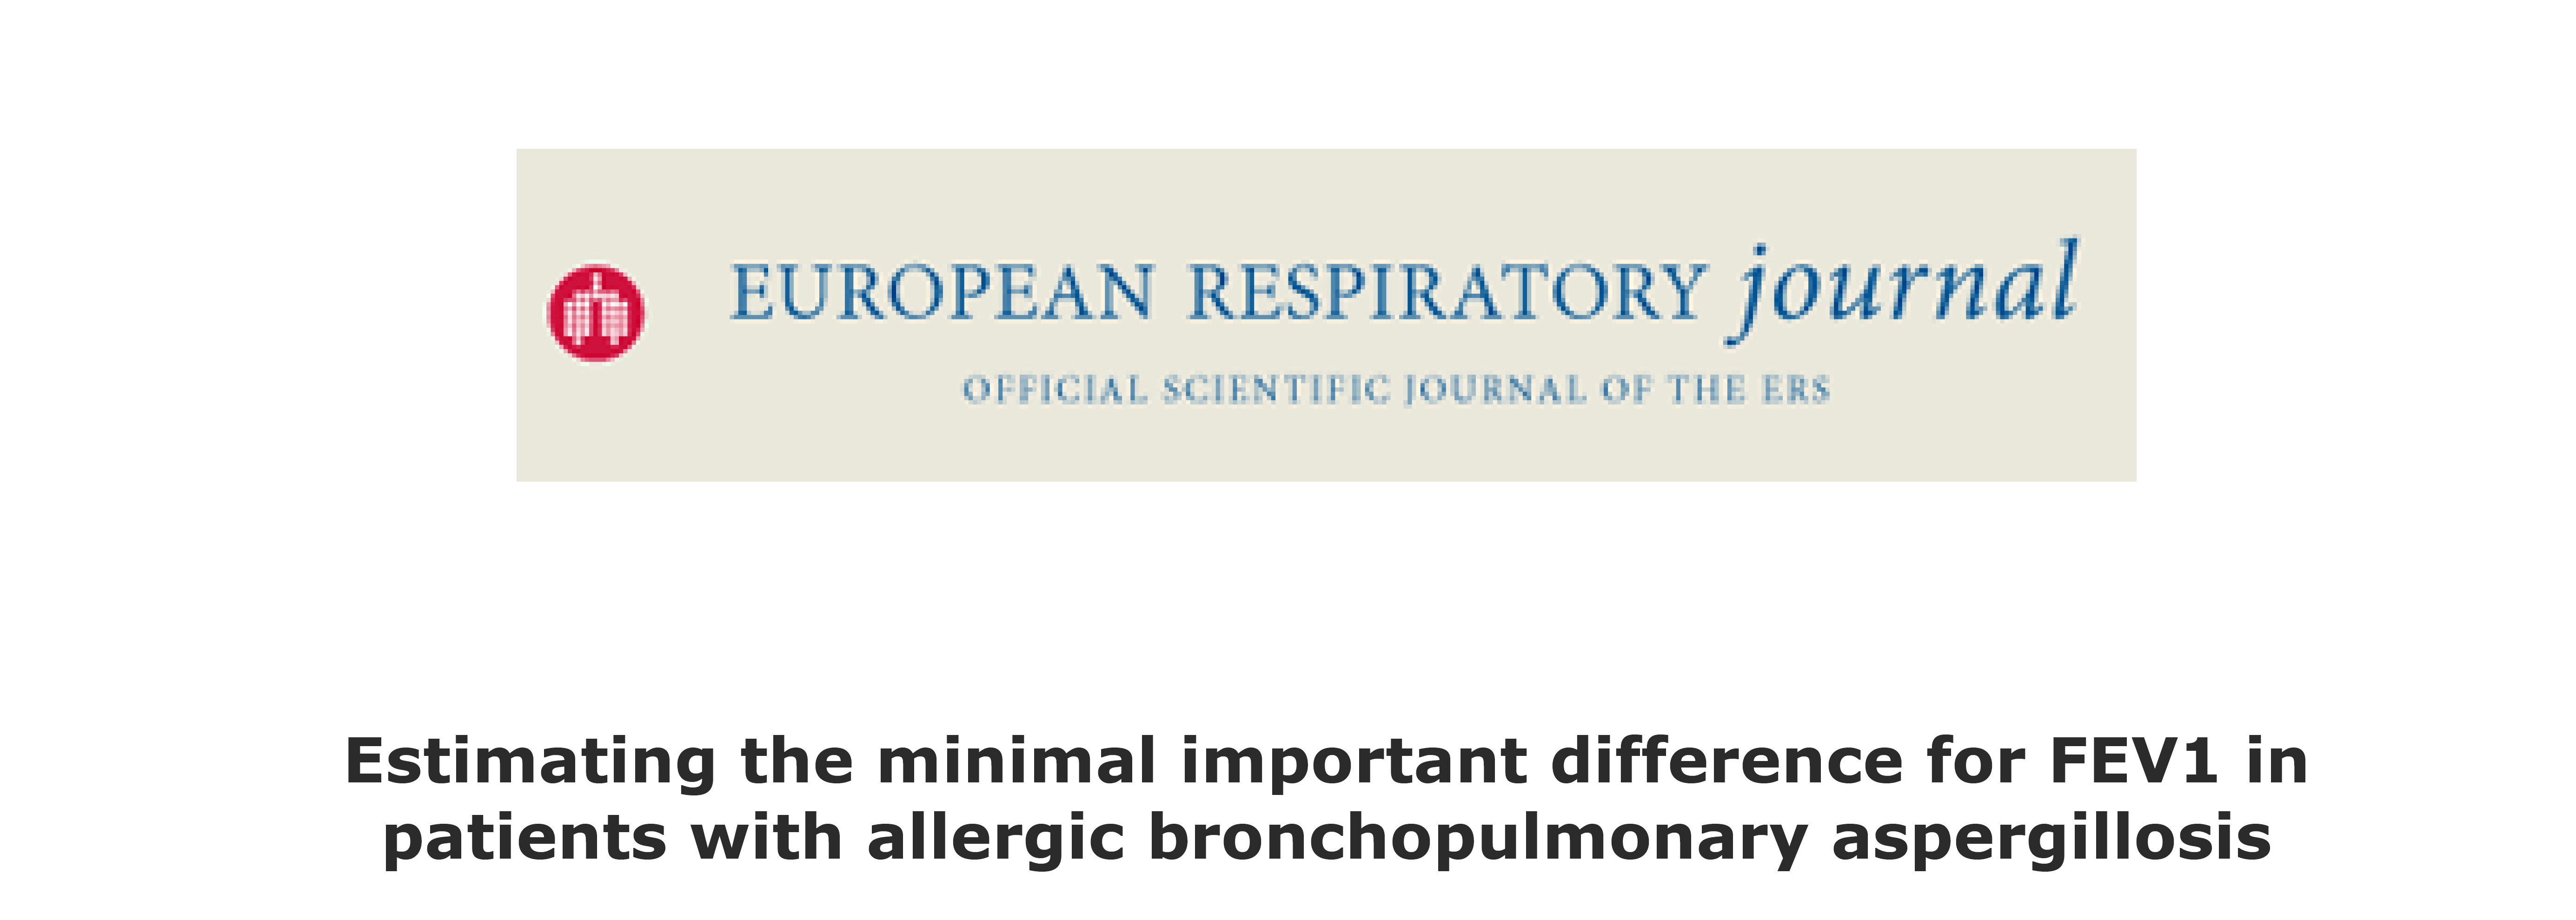 EUROPEAN RESPIRATORY journal
OFFICIAL SCIENTIFIC JOURNAL OF THE ERS
Estimating the minimal important difference for FEV1 in
patients with allergic bronchopulmonary aspergillosis